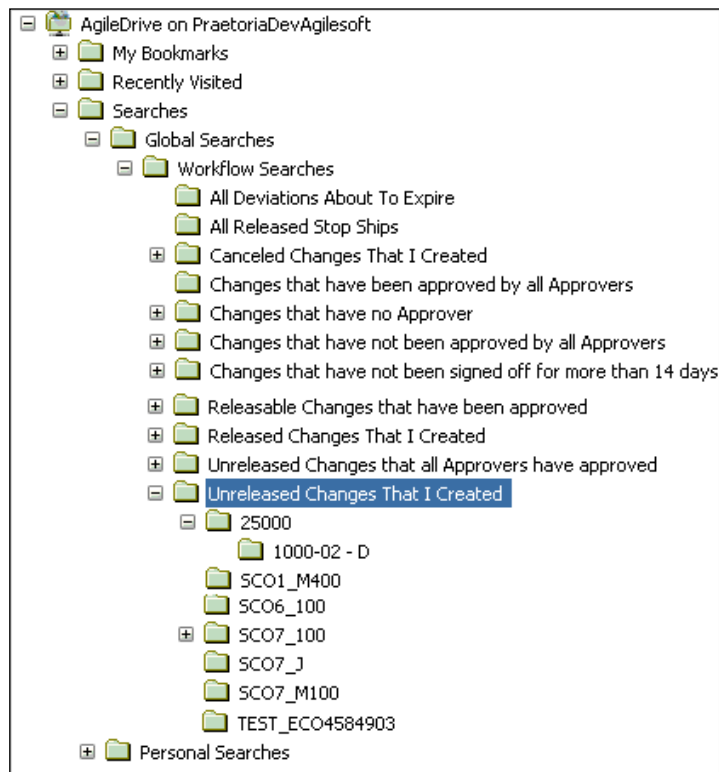 AgileDrive on PraetoriaDevAgilesoft
My Bookmarks
Recently Visited
Searches
Global Searches
Workflow Searches
All Deviations About To Expire
All Released Stop Ships
Canceled Changes That I Created
Changes that have been approved by all Approvers
Changes that have no Approver
Changes that have not been approved by all Approvers
Changes that have not been signed off for more than 14 days
Releasable Changes that have been approved
Released Changes That I Created
Unreleased Changes that all Approvers have approved
Unreleased Changes That I Created
25000
1000-02 - D
SCO1_M400
SCO6_100
SCO7_100
SCO7_J
SCO7_M100
TEST_ECO4584903
Personal Searches